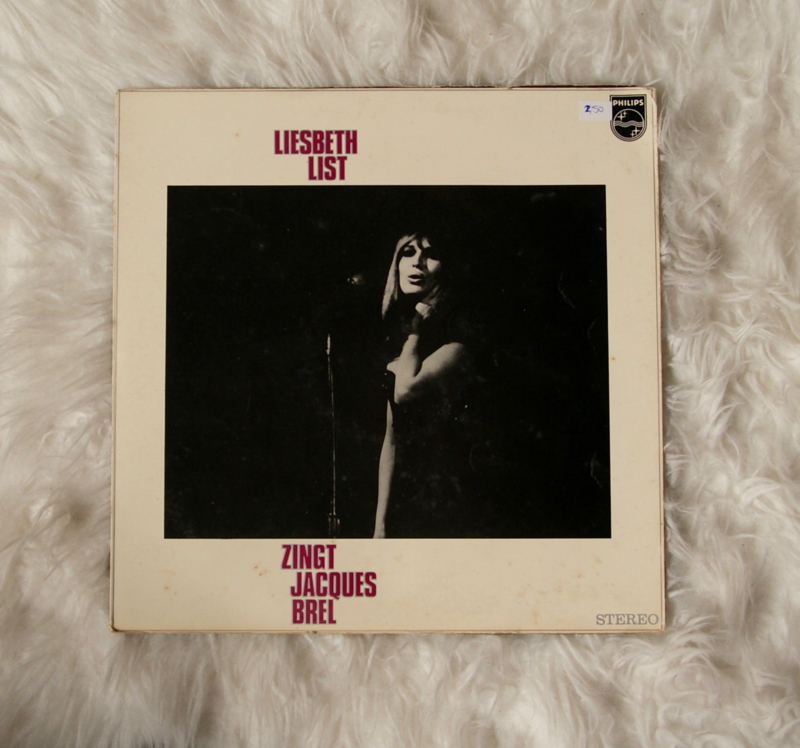 2,50
PHILIPS
LIESBETH
LIST
ZINGT
JACQUES
BREL
STEREO